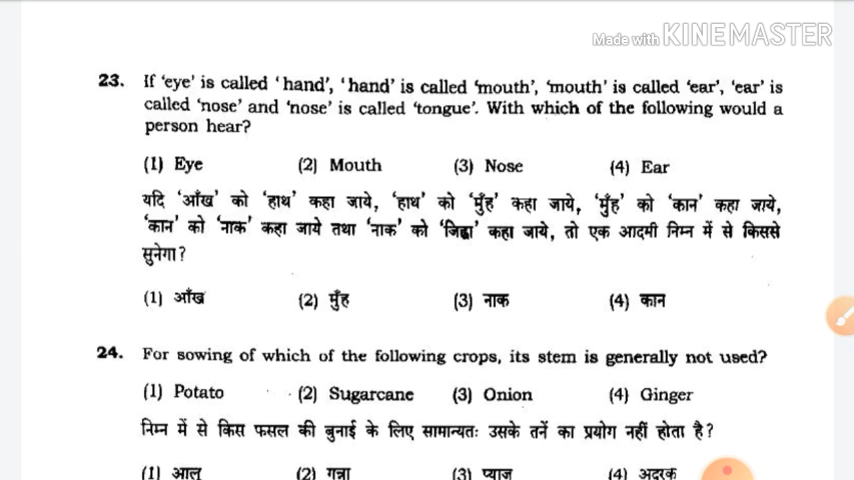 Made with KINEMASTER
23. If 'eye' is called 'hand', 'hand' is called 'mouth', 'mouth' is called 'ear', 'ear' is
called 'nose' and 'nose' is called 'tongue'. With which of the following would a
person hear?
(1) Eye (2) Mouth (3) Nose (4) Ear
यदि 'आँख' को 'हाथ' कहा जाये, 'हाथ' को 'मुँह' कहा जाये, 'मुँह' को 'कान' कहा जाये,
'कान' को 'नाक' कहा जाये तथा 'नाक' को 'जिह्वा' कहा जाये, तो एक आदमी निम्न में से किससे
सुनेगा?
(1) आँख (2) मुँह (3) नाक (4) कान
24. For sowing of which of the following crops, its stem is generally not used?
(1) Potato (2) Sugarcane (3) Onion (4) Ginger
निम्न में से किस फसल की बुनाई के लिए सामान्यतः उसके तनें का प्रयोग नहीं होता है?
(1) आलू (2) गन्ना (3) प्याज (4) अदरक